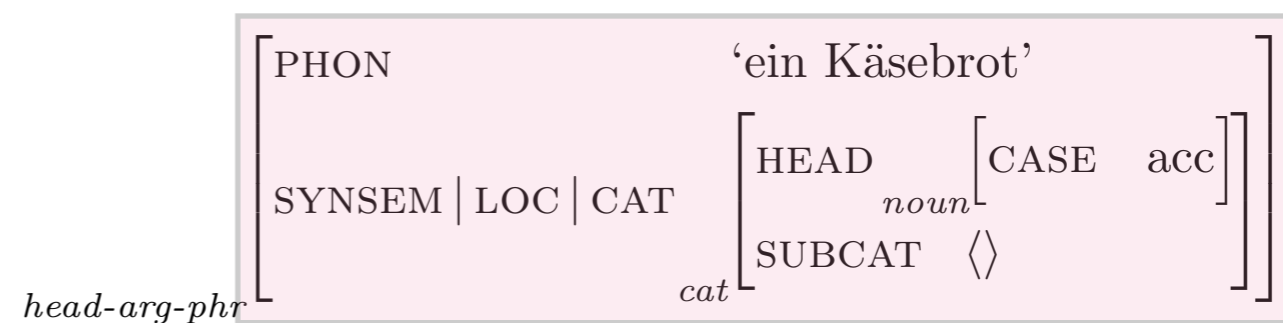 PHON ‘ein Käsebrot’
HEAD noun[CASE acc]
SYNSEM | LOC | CAT
SUBCAT ⟨⟩
cat
head-arg-phr